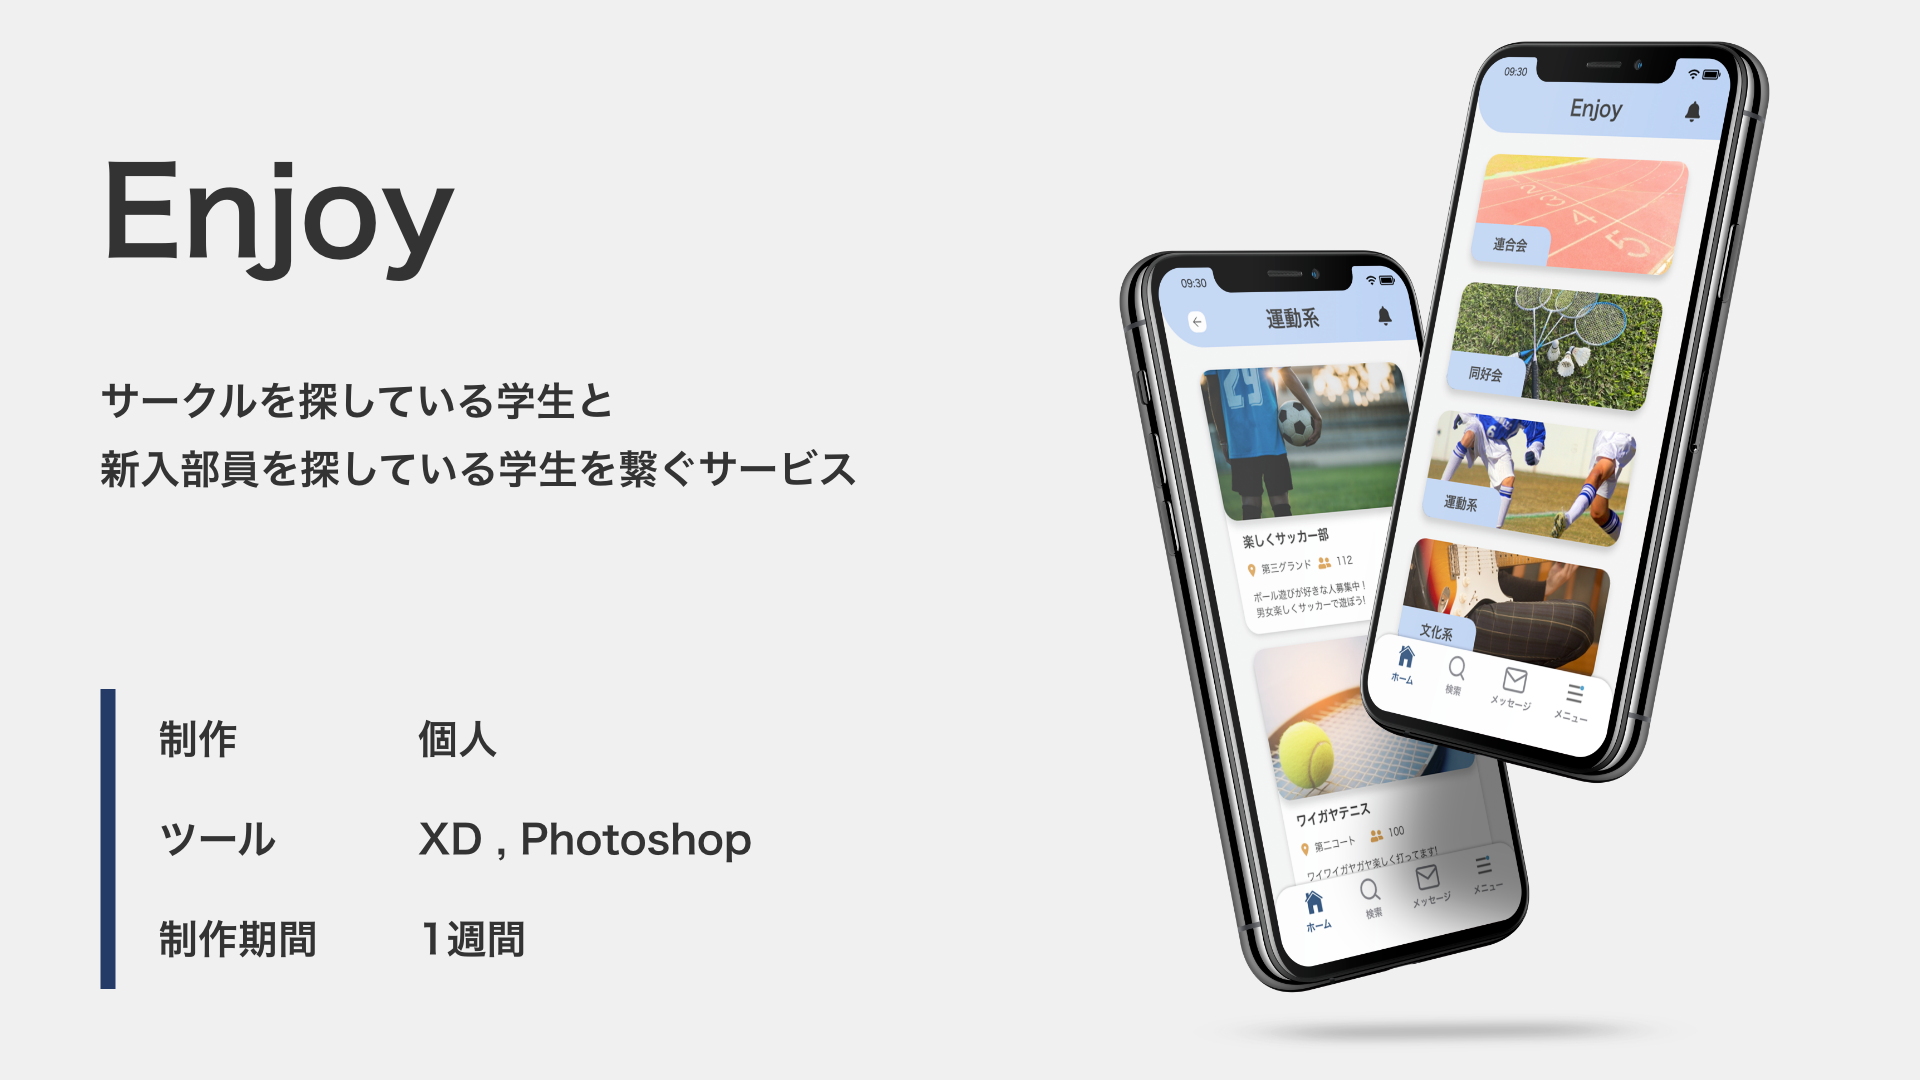 Enjoy
サークルを探している学生と
新入部員を探している学生を繋ぐサービス
制作 個人
ツール XD , Photoshop
制作期間 1週間
09:30
運動系
29
楽しくサッカー部
第三グランド 112
ボール遊びが好きな人募集中！
男女楽しくサッカーで遊ぼう!
ワイガヤテニス
第二コート 100
ワイワイガヤガヤ楽しく打ってます!
ホーム 検索 メッセージ メニュー
09:30
Enjoy
2 3 4 5
連合会
同好会
6
運動系
文化系
ホーム 検索 メッセージ メニュー